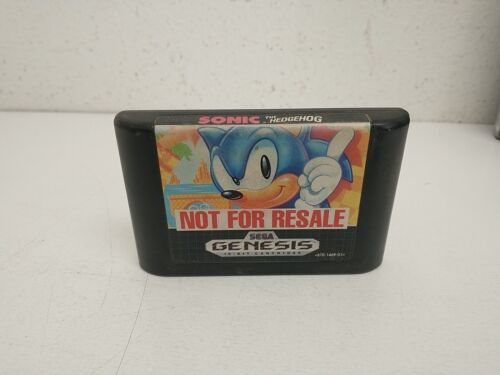 SONIC THE HEDGEHOG
NOT FOR RESALE
SEGA
GENESIS
16-BIT CARTRIDGE